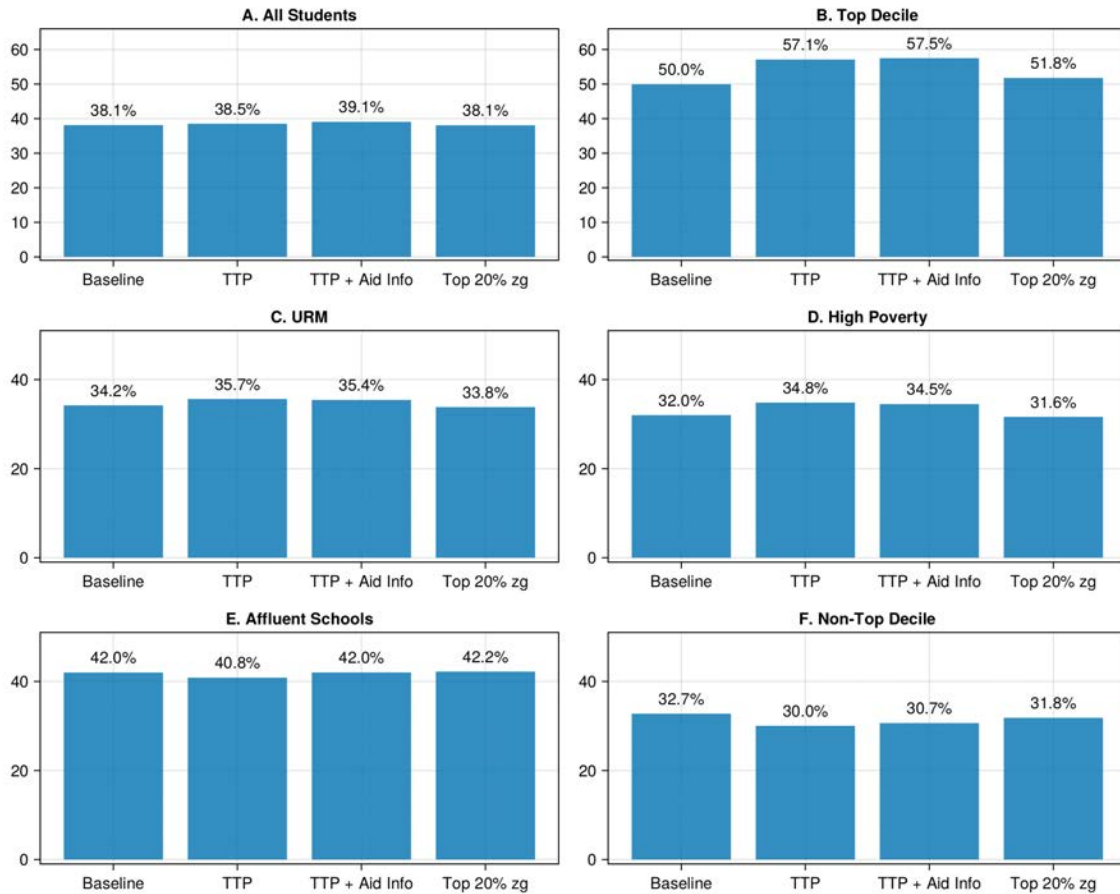 A. All Students
60
50
40
30
20
10
0
38.1%
38.5%
39.1%
38.1%
Baseline
TTP
TTP + Aid Info
Top 20% zg
B. Top Decile
60
50
40
30
20
10
0
50.0%
57.1%
57.5%
51.8%
Baseline
TTP
TTP + Aid Info
Top 20% zg
C. URM
40
20
0
34.2%
35.7%
35.4%
33.8%
Baseline
TTP
TTP + Aid Info
Top 20% zg
D. High Poverty
40
20
0
32.0%
34.8%
34.5%
31.6%
Baseline
TTP
TTP + Aid Info
Top 20% zg
E. Affluent Schools
40
20
0
42.0%
40.8%
42.0%
42.2%
Baseline
TTP
TTP + Aid Info
Top 20% zg
F. Non-Top Decile
40
20
0
32.7%
30.0%
30.7%
31.8%
Baseline
TTP
TTP + Aid Info
Top 20% zg